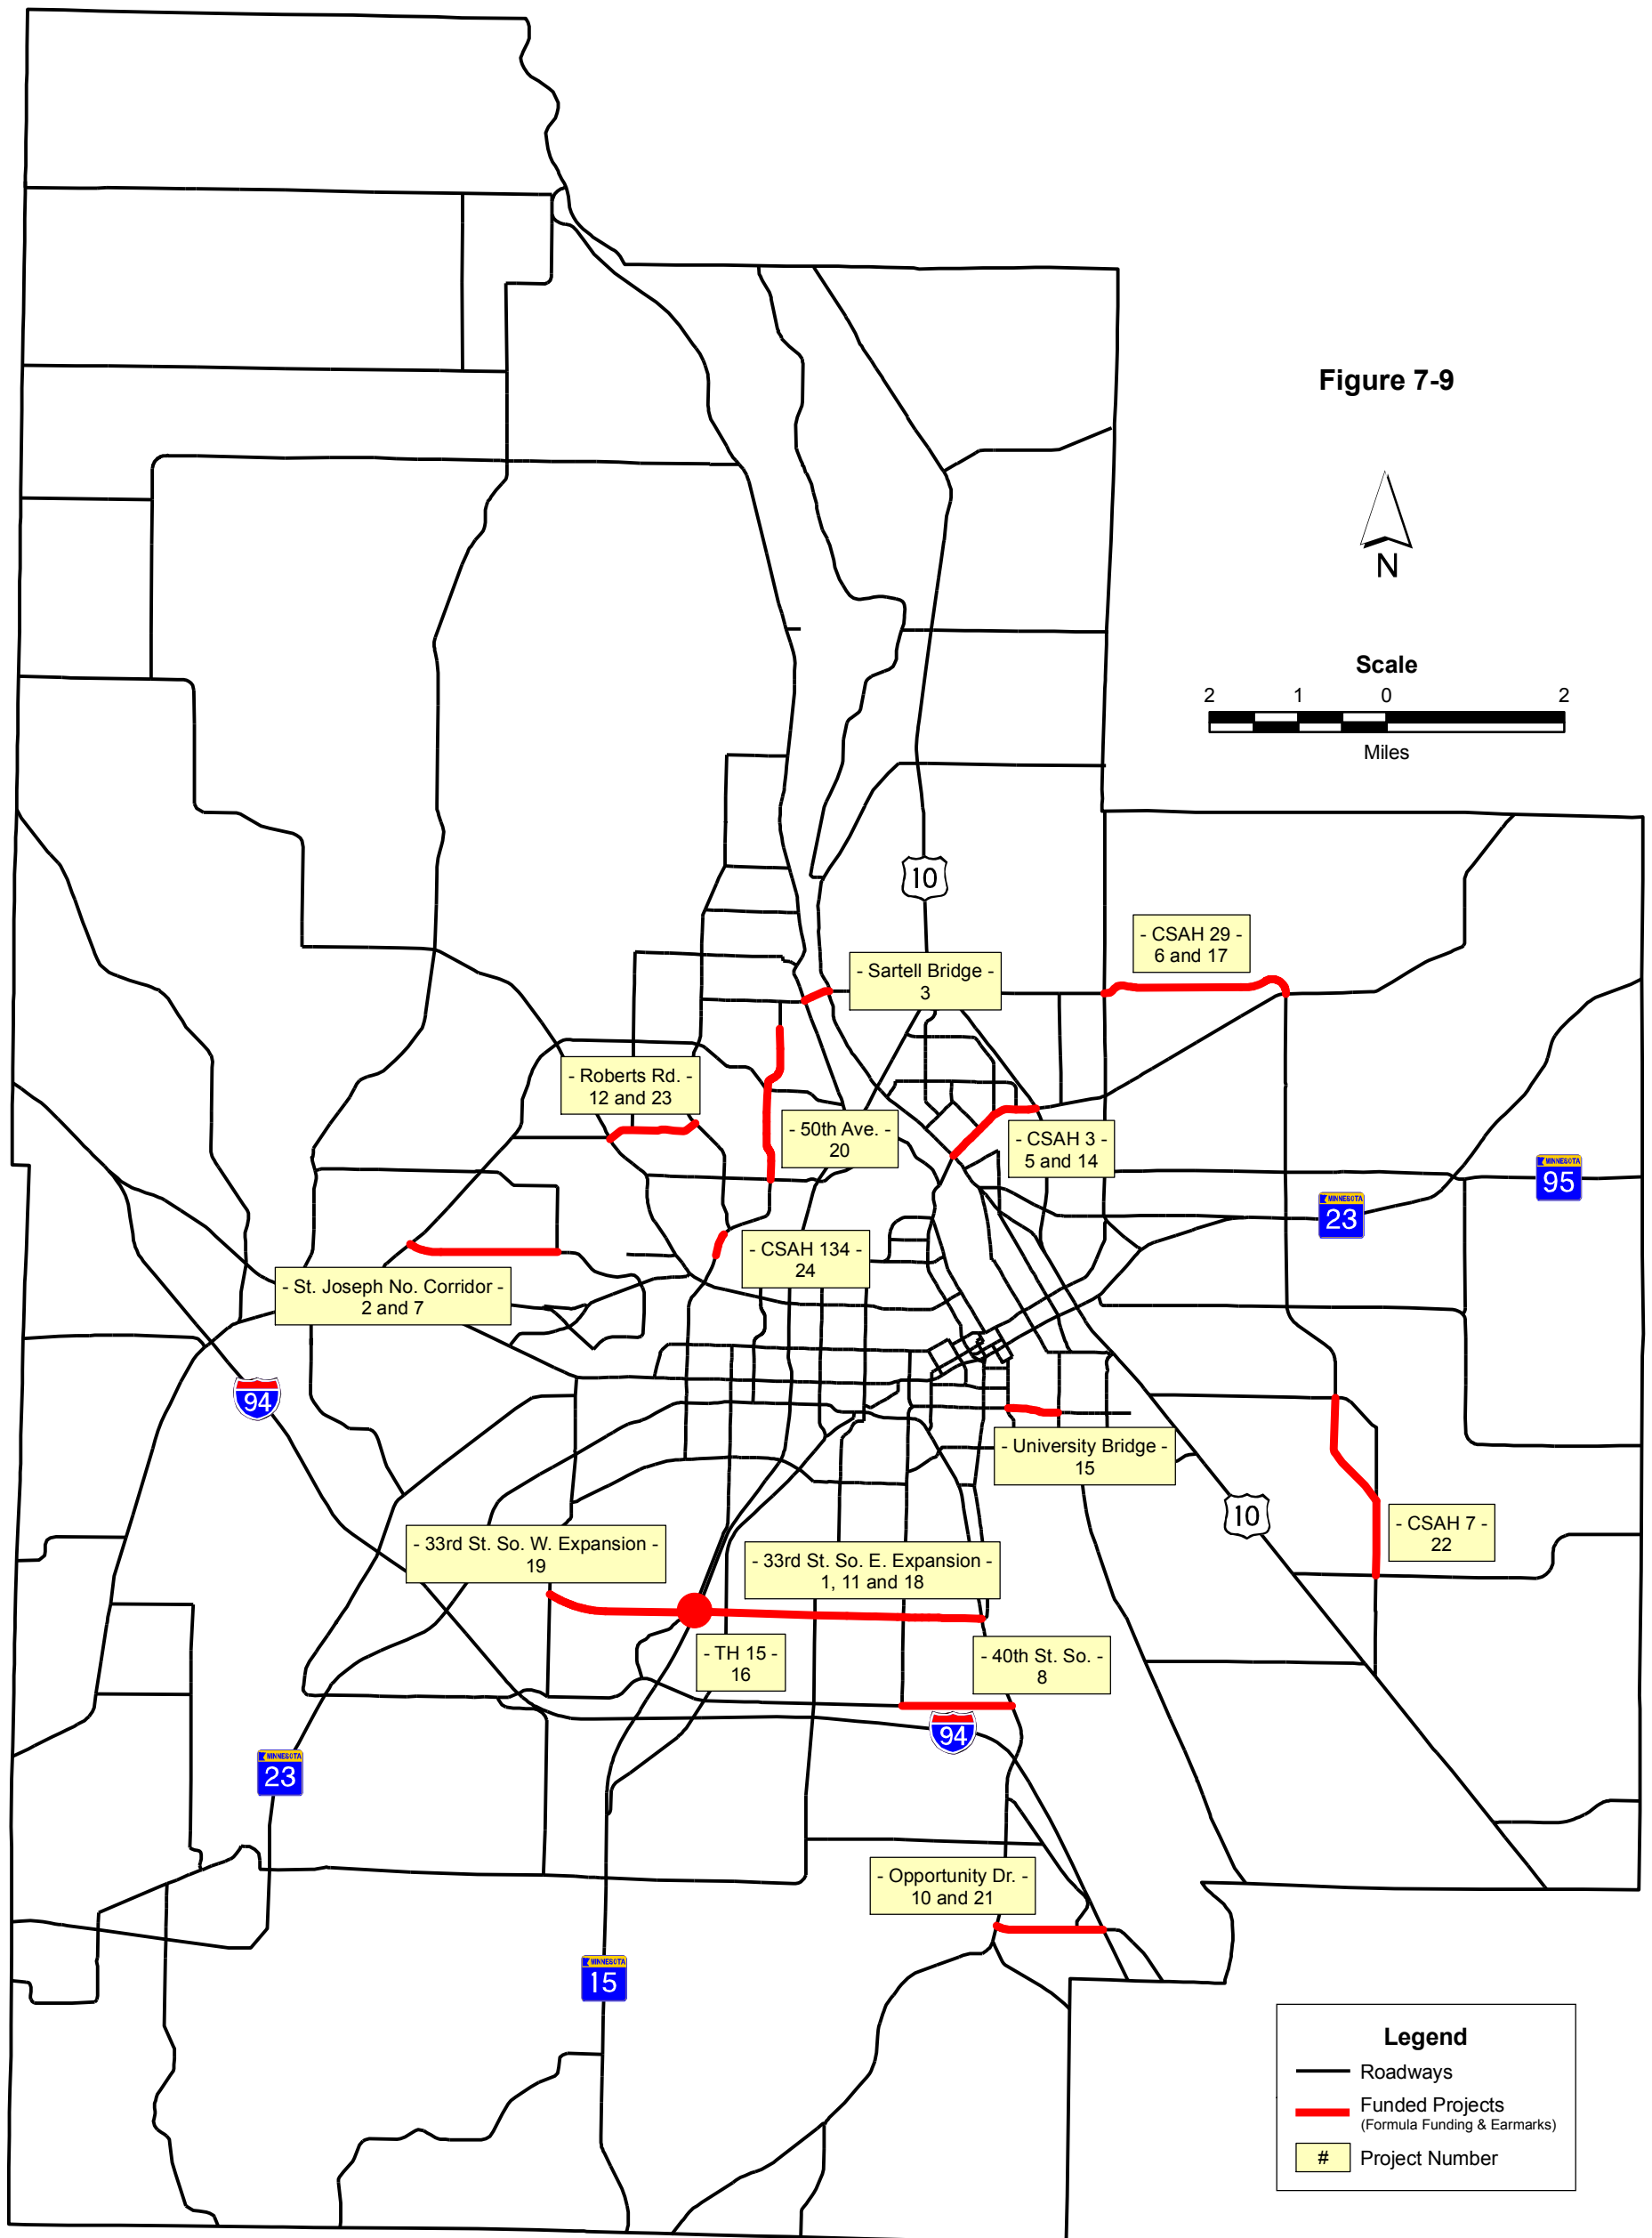 Figure 7-9
N
Scale
2 1 0 2
Miles
10
- CSAH 29 -
6 and 17
- Sartell Bridge -
3
- Roberts Rd. -
12 and 23
- 50th Ave. -
20
- CSAH 3 -
5 and 14
MINNESOTA
95
MINNESOTA
23
- CSAH 134 -
24
- St. Joseph No. Corridor -
2 and 7
94
- University Bridge -
15
10
- CSAH 7 -
22
- 33rd St. So. W. Expansion -
19
- 33rd St. So. E. Expansion -
1, 11 and 18
- TH 15 -
16
- 40th St. So. -
8
94
MINNESOTA
23
- Opportunity Dr. -
10 and 21
MINNESOTA
15
Legend
Roadways
Funded Projects
(Formula Funding & Earmarks)
# Project Number